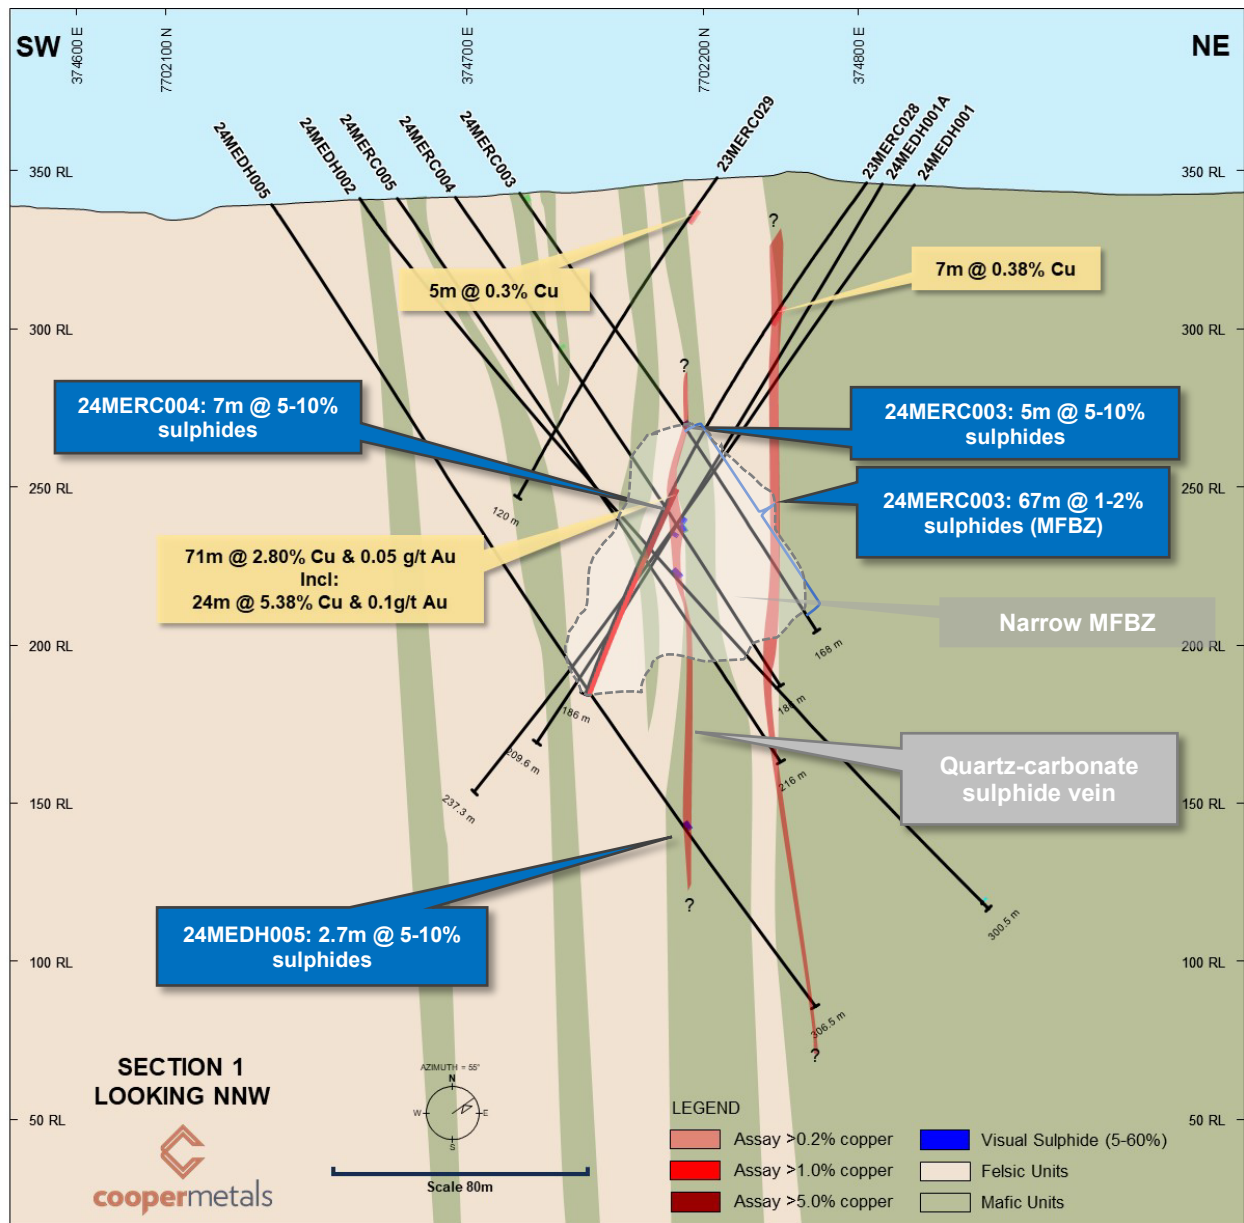 SW
NE
374600 E
7702100 N
374700 E
7702200 N
374800 E
24MEDH005
24MEDH002
24MERC005
24MERC004
24MERC003
23MERC029
23MERC028
24MEDH001A
24MEDH001
350 RL
350 RL
?
5m @ 0.3% Cu
7m @ 0.38% Cu
300 RL
300 RL
?
24MERC004: 7m @ 5-10%
sulphides
24MERC003: 5m @ 5-10%
sulphides
250 RL
250 RL
24MERC003: 67m @ 1-2%
sulphides (MFBZ)
120 m
71m @ 2.80% Cu & 0.05 g/t Au
Incl:
24m @ 5.38% Cu & 0.1g/t Au
Narrow MFBZ
200 RL
200 RL
168 m
186 m
216 m
209.6 m
237.3 m
Quartz-carbonate
sulphide vein
150 RL
150 RL
?
300.5 m
24MEDH005: 2.7m @ 5-10%
sulphides
100 RL
100 RL
306.5 m
?
SECTION 1
LOOKING NNW
AZIMUTH = 55°
N
W
E
S
50 RL
50 RL
coopermetals
Scale 80m
LEGEND
Assay >0.2% copper
Assay >1.0% copper
Assay >5.0% copper
Visual Sulphide (5-60%)
Felsic Units
Mafic Units